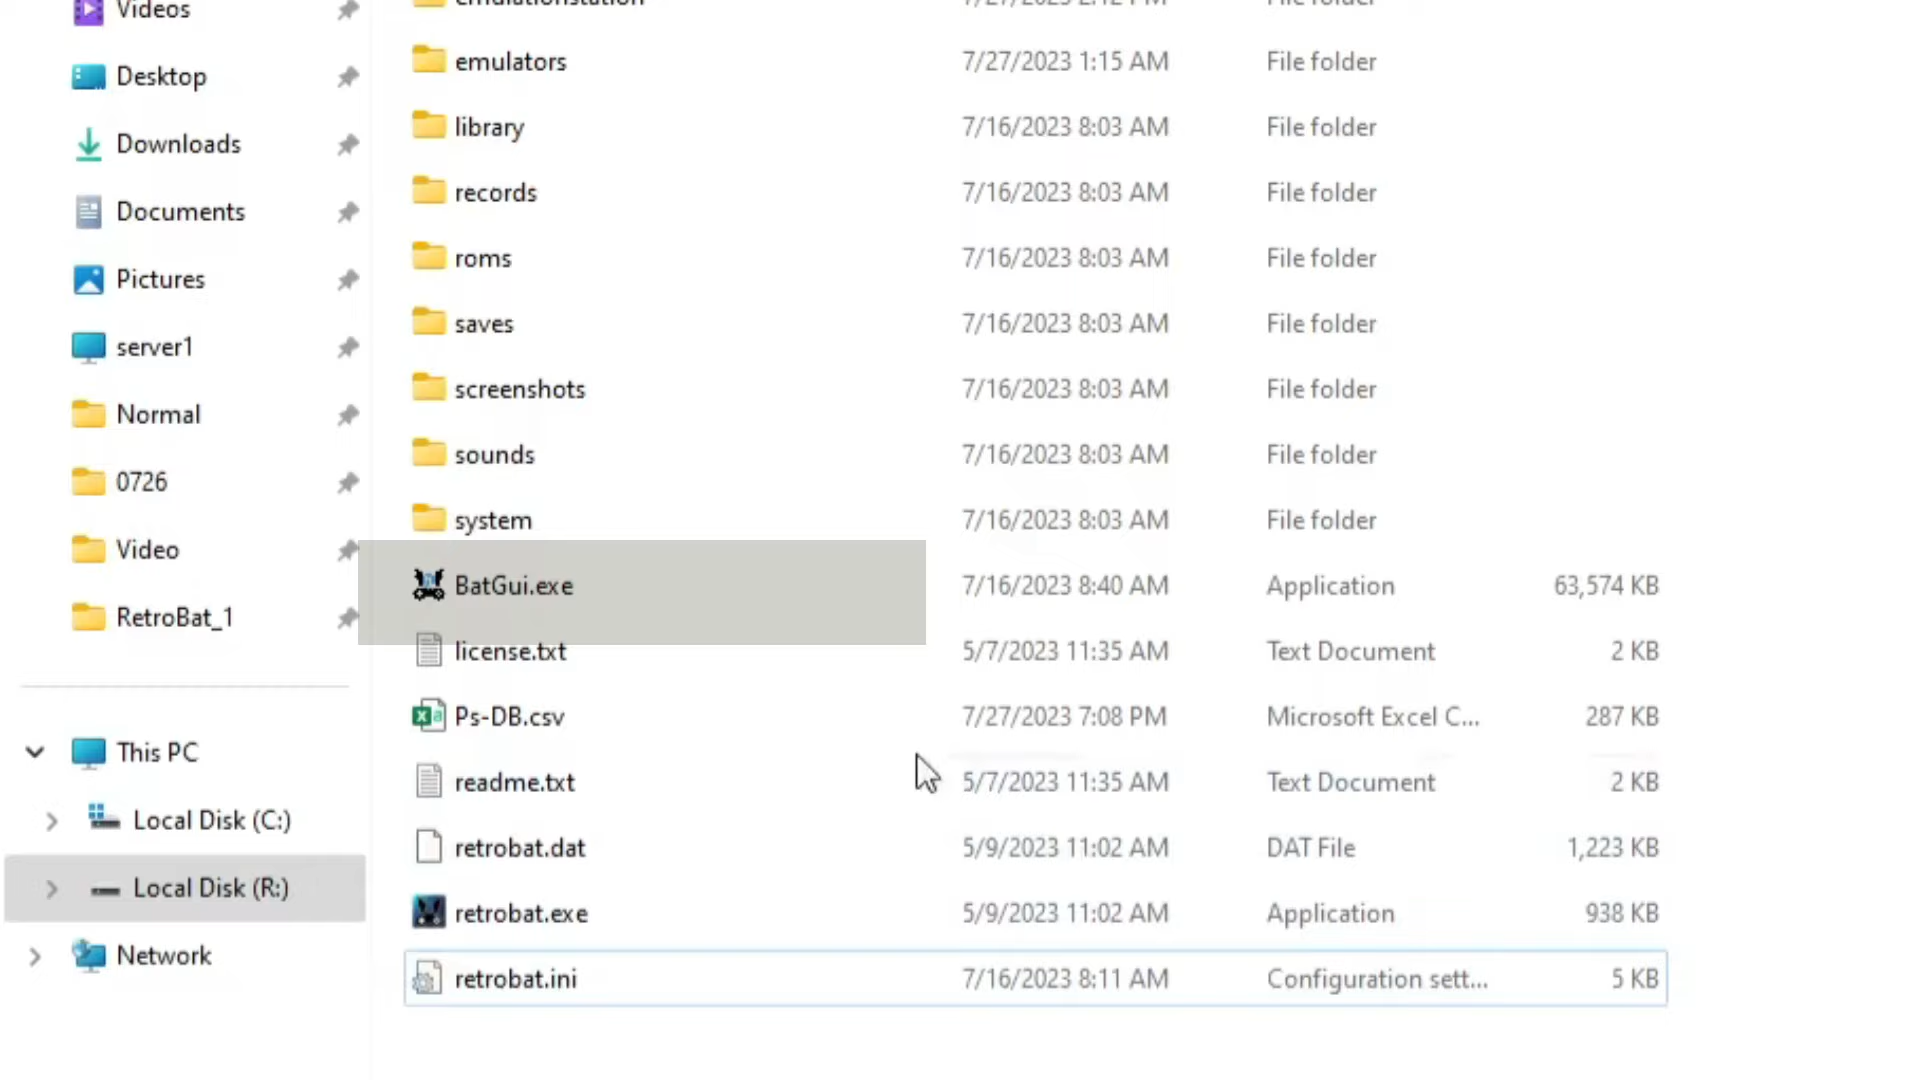 Videos
Desktop
Downloads
Documents
Pictures
server1
Normal
0726
Video
RetroBat_1
This PC
Local Disk (C:)
Local Disk (R:)
Network
emulationstation 7/27/2023 2:12 PM File folder
emulators 7/27/2023 1:15 AM File folder
library 7/16/2023 8:03 AM File folder
records 7/16/2023 8:03 AM File folder
roms 7/16/2023 8:03 AM File folder
saves 7/16/2023 8:03 AM File folder
screenshots 7/16/2023 8:03 AM File folder
sounds 7/16/2023 8:03 AM File folder
system 7/16/2023 8:03 AM File folder
BatGui.exe 7/16/2023 8:40 AM Application 63,574 KB
license.txt 5/7/2023 11:35 AM Text Document 2 KB
Ps-DB.csv 7/27/2023 7:08 PM Microsoft Excel C... 287 KB
readme.txt 5/7/2023 11:35 AM Text Document 2 KB
retrobat.dat 5/9/2023 11:02 AM DAT File 1,223 KB
retrobat.exe 5/9/2023 11:02 AM Application 938 KB
retrobat.ini 7/16/2023 8:11 AM Configuration sett... 5 KB